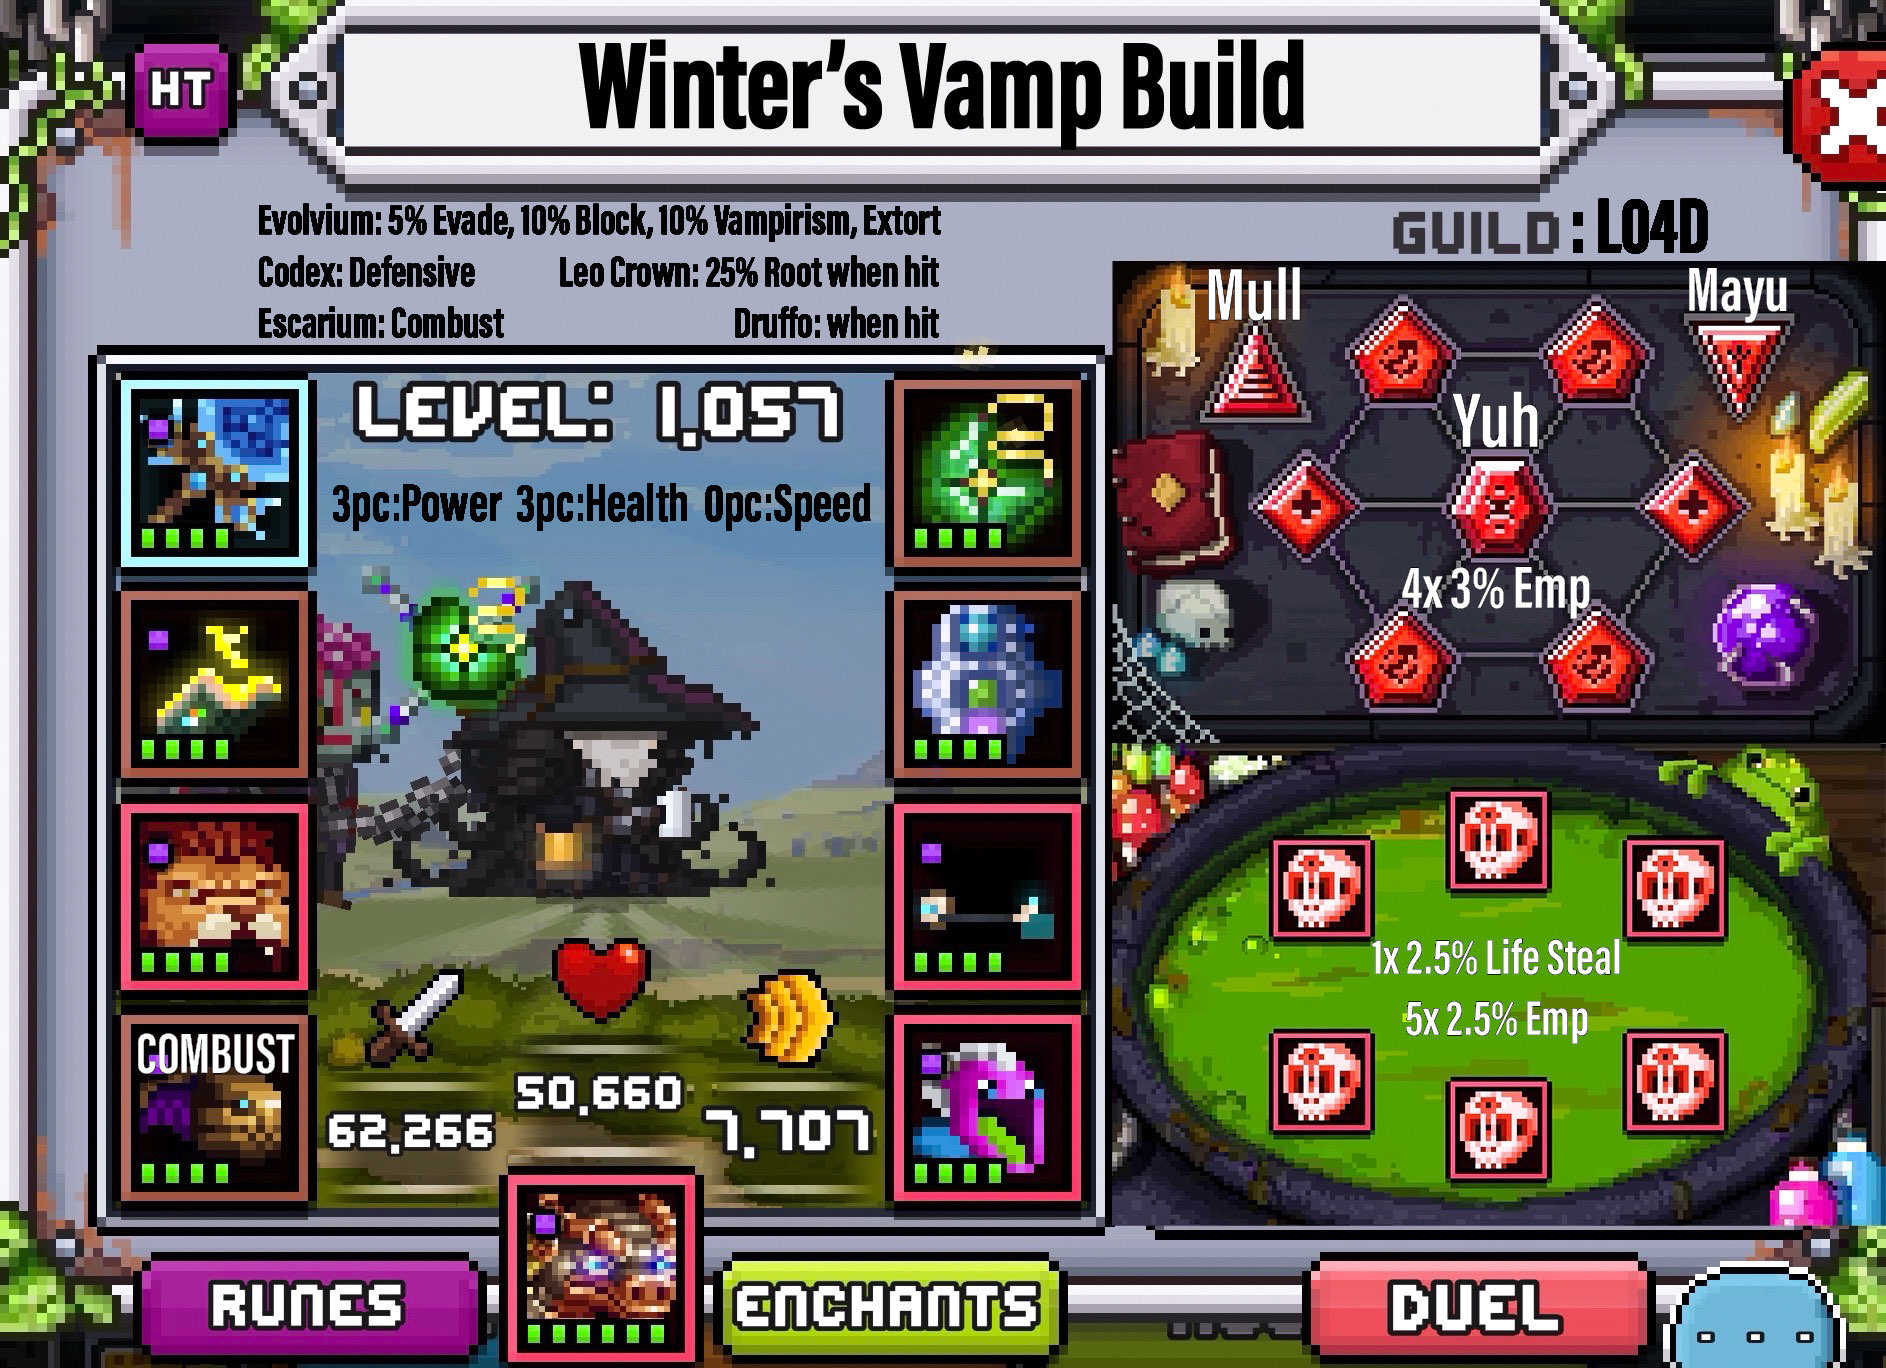 HT
Winter's Vamp Build
Evolvium: 5% Evade, 10% Block, 10% Vampirism, Extort
GUILD : LO4D
Codex: Defensive Leo Crown: 25% Root when hit
Escarium: Combust Druffo: when hit
Mull
Mayu
LEVEL: 1,057
Yuh
3pc:Power 3pc:Health 0pc:Speed
4x 3% Emp
1x 2.5% Life Steal
5x 2.5% Emp
COMBUST
50,660
62,266
7,707
RUNES
ENCHANTS
DUEL